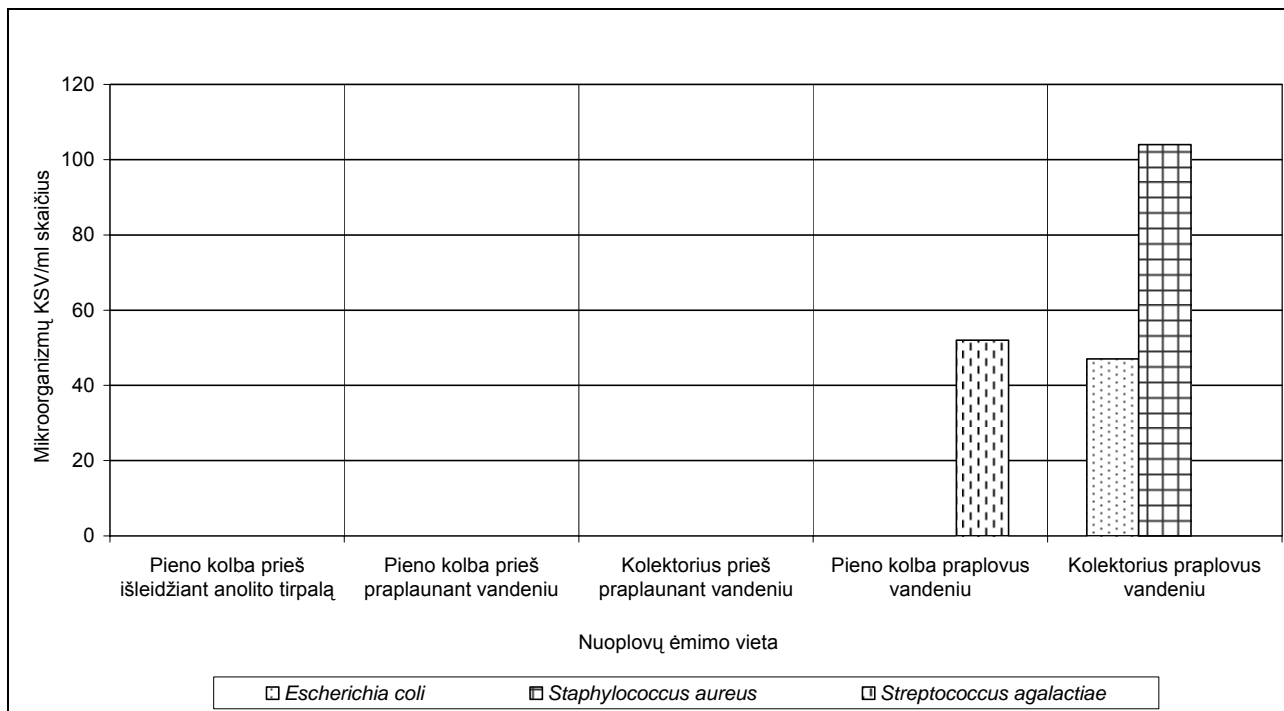 Mikroorganizmų KSV/ml skaičius
120
100
80
60
40
20
0
Pieno kolba prieš
išleidžiant anolito tirpalą
Pieno kolba prieš
praplaunant vandeniu
Kolektorius prieš
praplaunant vandeniu
Pieno kolba praplovus
vandeniu
Kolektorius praplovus
vandeniu
Nuoplovų ėmimo vieta
Escherichia coli
Staphylococcus aureus
Streptococcus agalactiae